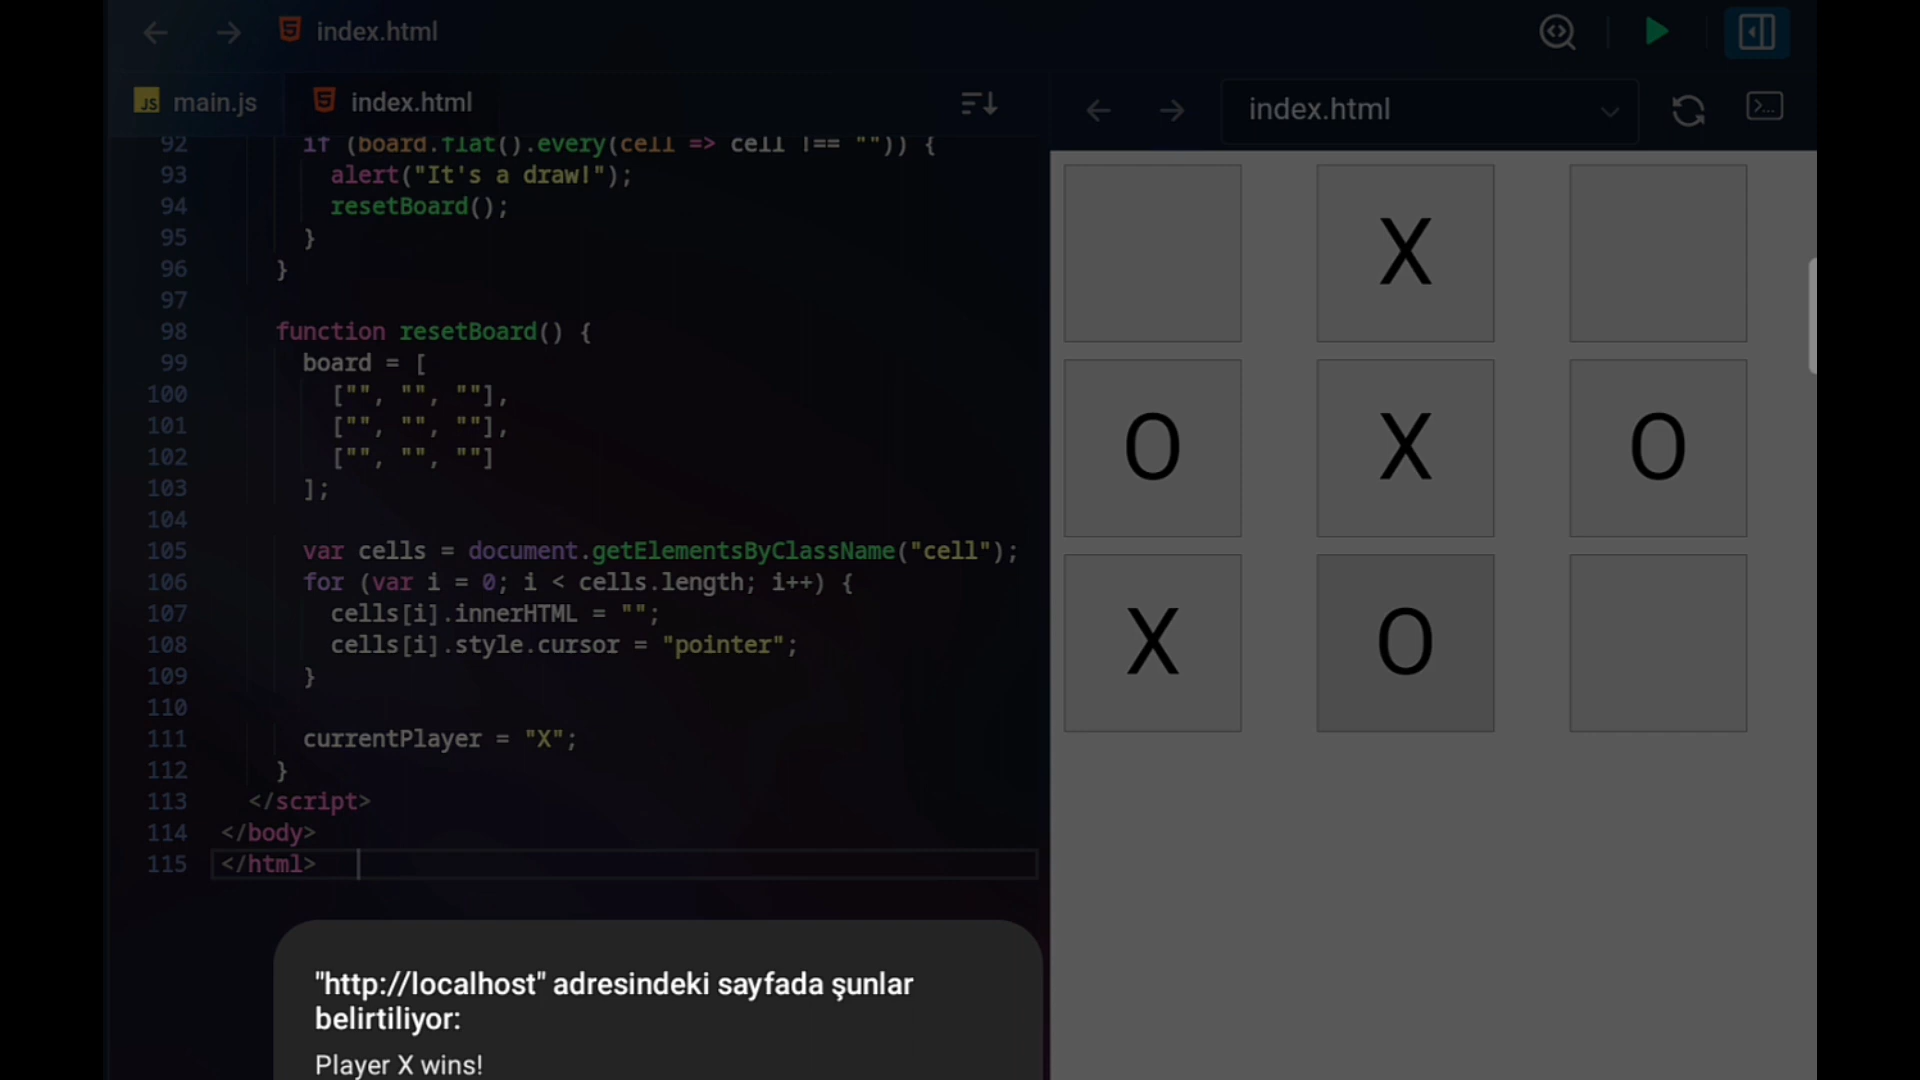 index.html
main.js
index.html
index.html
92 if (board.flat().every(cell => cell !== "")) {
93 alert("It's a draw!");
94 resetBoard();
95 }
96 }
97
98 function resetBoard() {
99 board = [
100 ["", "", ""],
101 ["", "", ""],
102 ["", "", ""]
103 ];
104
105 var cells = document.getElementsByClassName("cell");
106 for (var i = 0; i < cells.length; i++) {
107 cells[i].innerHTML = "";
108 cells[i].style.cursor = "pointer";
109 }
110
111 currentPlayer = "X";
112 }
113 </script>
114 </body>
115 </html>
X
O X O
X O
"http://localhost" adresindeki sayfada şunlar
belirtiliyor:
Player X wins!